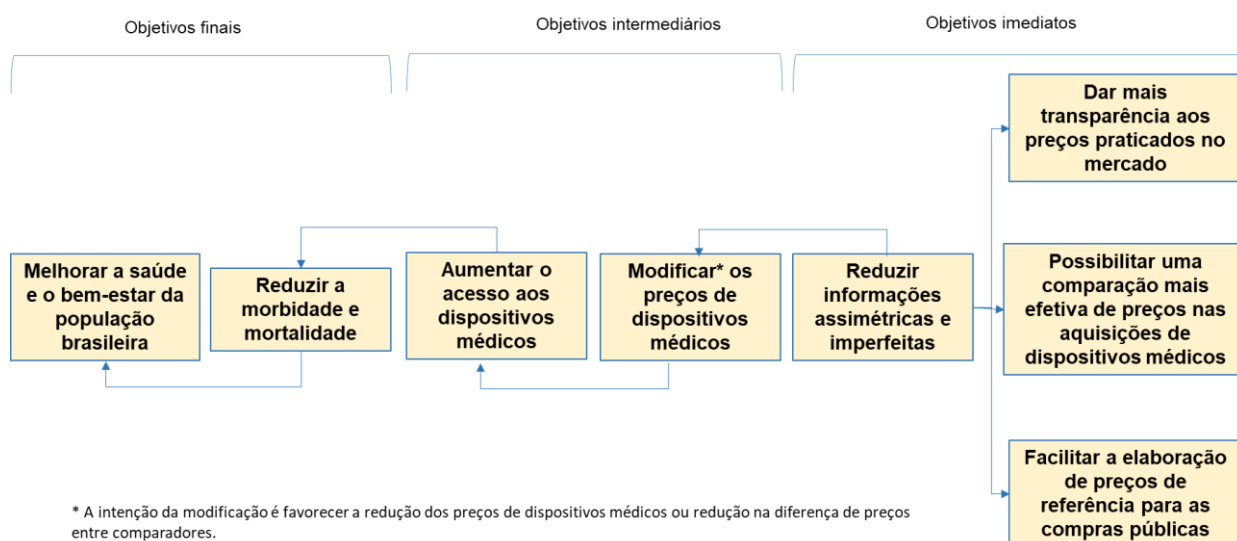 Objetivos finais
Objetivos intermediários
Objetivos imediatos
Dar mais
transparência aos
preços praticados no
mercado
Melhorar a saúde
e o bem-estar da
população
brasileira
Reduzir a
morbidade e
mortalidade
Aumentar o
acesso aos
dispositivos
médicos
Modificar* os
preços de
dispositivos
médicos
Reduzir
informações
assimétricas e
imperfeitas
Possibilitar uma
comparação mais
efetiva de preços nas
aquisições de
dispositivos médicos
Facilitar a elaboração
de preços de
referência para as
compras públicas
* A intenção da modificação é favorecer a redução dos preços de dispositivos médicos ou redução na diferença de preços
entre comparadores.